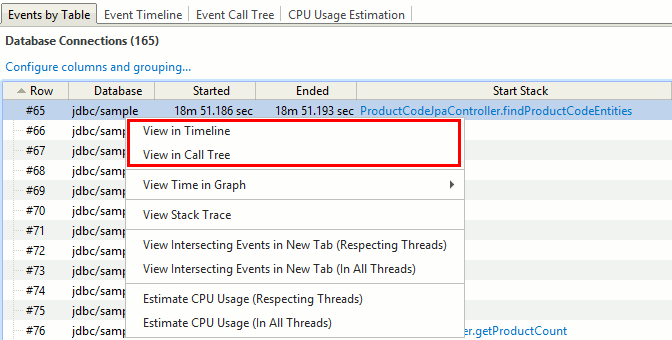 Events by Table Event Timeline Event Call Tree CPU Usage Estimation
Database Connections (165)
Configure columns and grouping...
Row Database Started Ended Start Stack
#65 jdbc/sample 18m 51.186 sec 18m 51.193 sec ProductCodeJpaController.findProductCodeEntities
#66 jdbc/samp View in Timeline
#67 jdbc/samp View in Call Tree
#68 jdbc/samp
#69 jdbc/samp View Time in Graph
#70 jdbc/samp View Stack Trace
#71 jdbc/samp
#72 jdbc/samp View Intersecting Events in New Tab (Respecting Threads)
#73 jdbc/samp View Intersecting Events in New Tab (In All Threads)
#74 jdbc/samp Estimate CPU Usage (Respecting Threads)
#75 jdbc/samp Estimate CPU Usage (In All Threads)
#76 jdbc/samp er.getProductCount